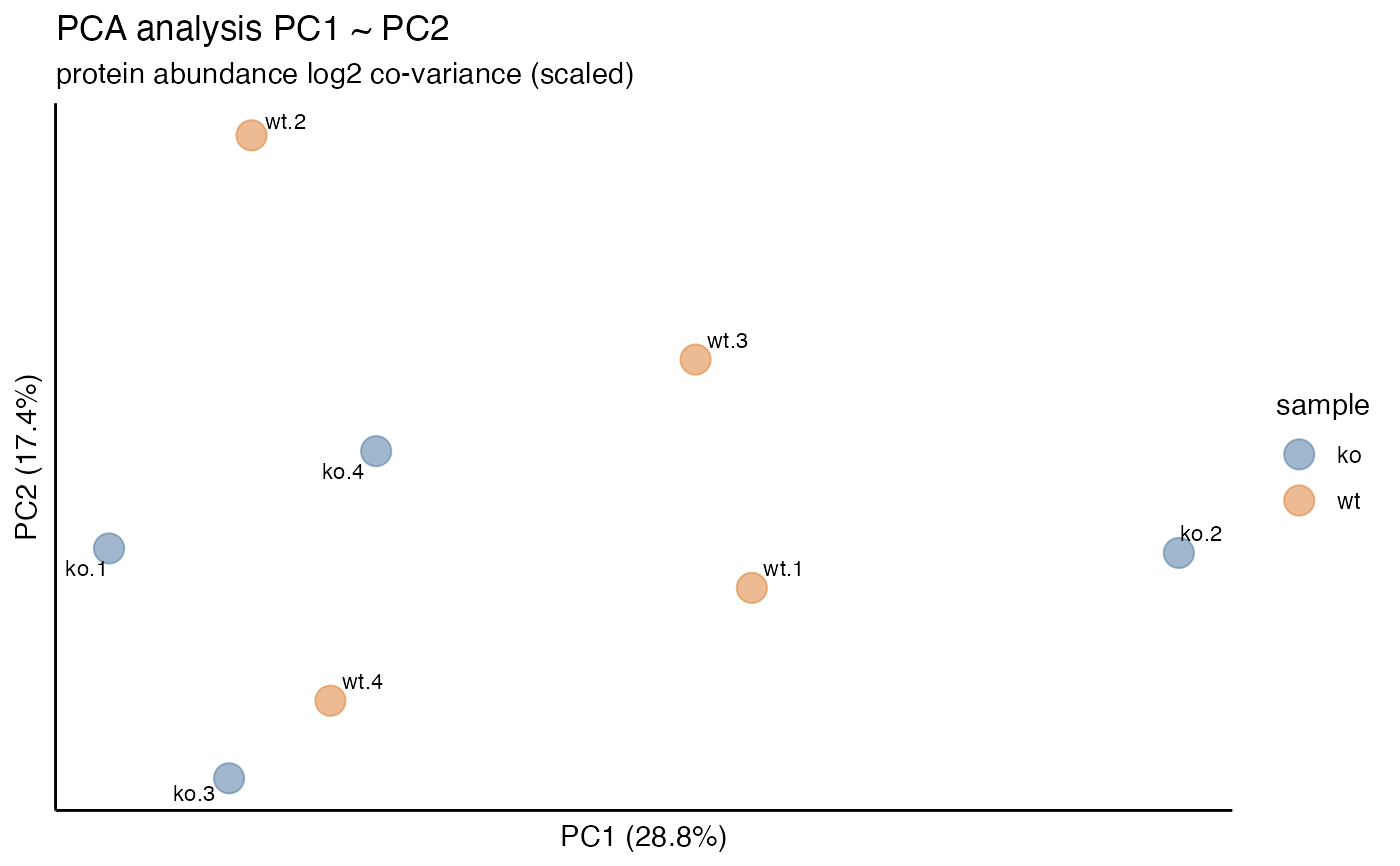 PCA analysis PC1 ~ PC2
protein abundance log2 co-variance (scaled)
wt.2
wt.3
ko.4
ko.2
ko.1
wt.1
wt.4
ko.3
PC2 (17.4%)
PC1 (28.8%)
sample
ko
wt